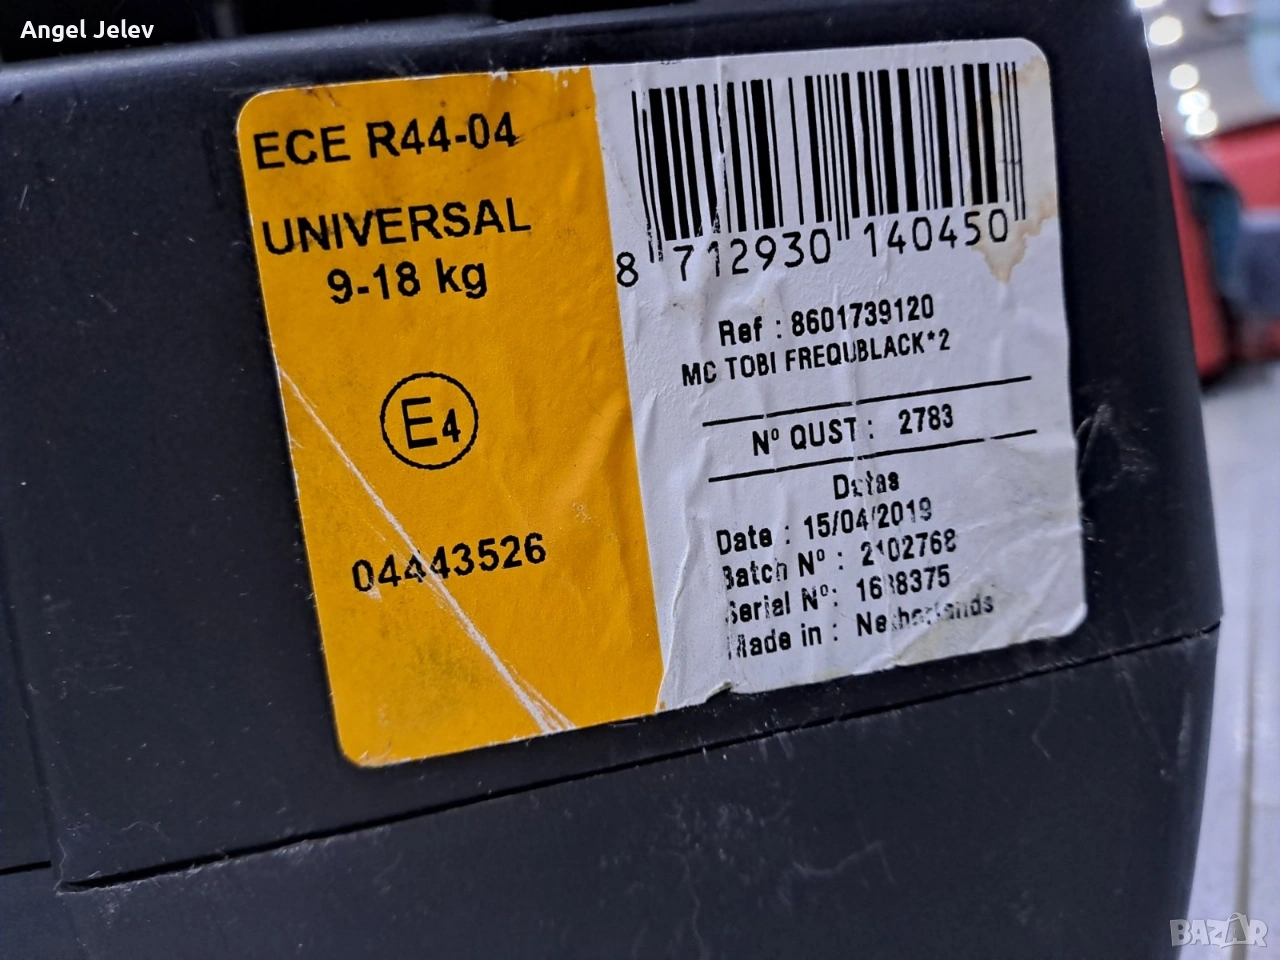 Angel Jelev
ECE R44-04
UNIVERSAL
9-18 kg
E4
04443526
8 712930 140450
Ref : 8601739120
MC TOBI FREQUBLACK*2
Nº QUST : 2783
Datas
Date : 15/04/2019
Batch Nº : 2102768
Serial Nº: 1688375
Made in : Netherlands
BAZAR